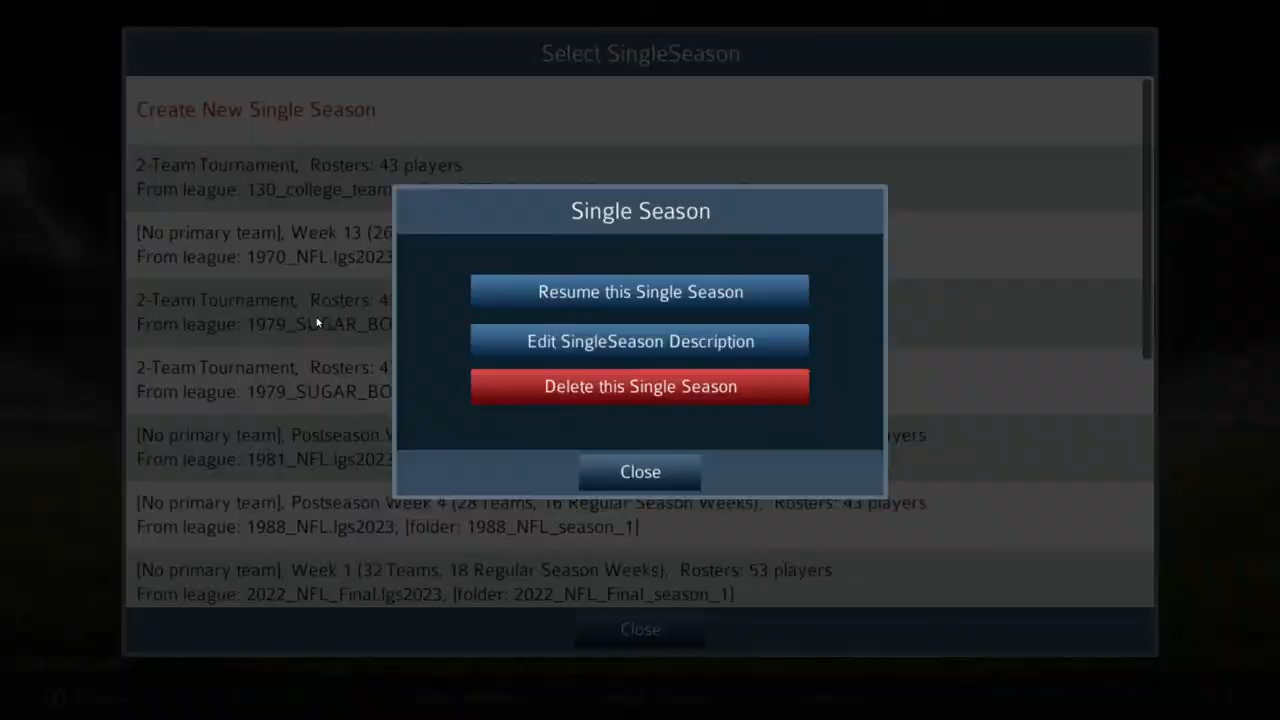 Select SingleSeason
Create New Single Season
2-Team Tournament, Rosters: 43 players
From league: 130_college_team
[No primary team], Week 13 (26
From league: 1970_NFL.lgs2023
2-Team Tournament, Rosters: 4
From league: 1979_SUGAR_BO
2-Team Tournament, Rosters: 4
From league: 1979_SUGAR_BO
[No primary team], Postseason yers
From league: 1981_NFL.lgs2023
[No primary team], Postseason Week 4 (28 Teams, 16 Regular Season Weeks), Rosters: 43 players
From league: 1988_NFL.lgs2023, [folder: 1988_NFL_season_1]
[No primary team], Week 1 (32 Teams, 18 Regular Season Weeks), Rosters: 53 players
From league: 2022_NFL_Final.lgs2023, [folder: 2022_NFL_Final_season_1]
Close
Single Season
Resume this Single Season
Edit SingleSeason Description
Delete this Single Season
Close